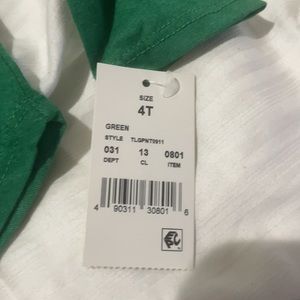 SIZE
4T
GREEN
STYLE TLGPNT0911
031 13 0801
DEPT CL ITEM
4 90311 30801 6